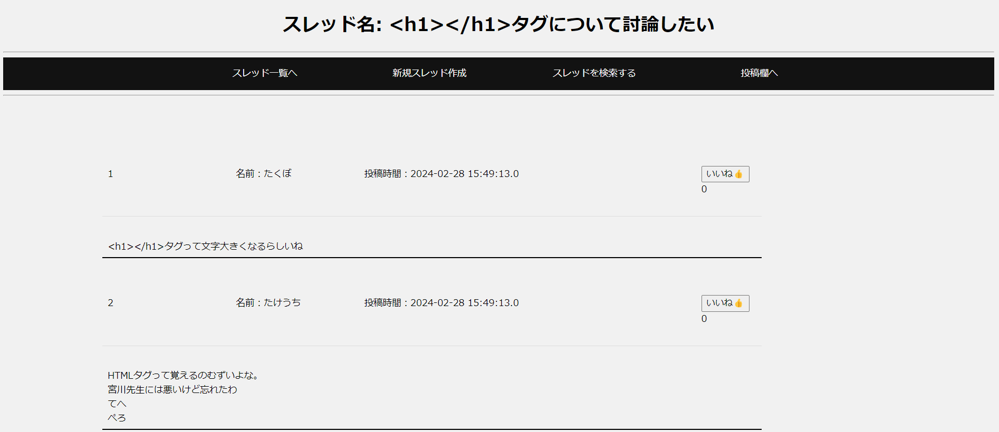 スレッド名: <h1></h1>タグについて討論したい
スレッド一覧へ 新規スレッド作成 スレッドを検索する 投稿欄へ
1 名前：たくぼ 投稿時間：2024-02-28 15:49:13.0 いいね👍
0
<h1></h1>タグって文字大きくなるらしいね
2 名前：たけうち 投稿時間：2024-02-28 15:49:13.0 いいね👍
0
HTMLタグって覚えるのむずいよな。
宮川先生には悪いけど忘れたわ
てへ
ぺろ